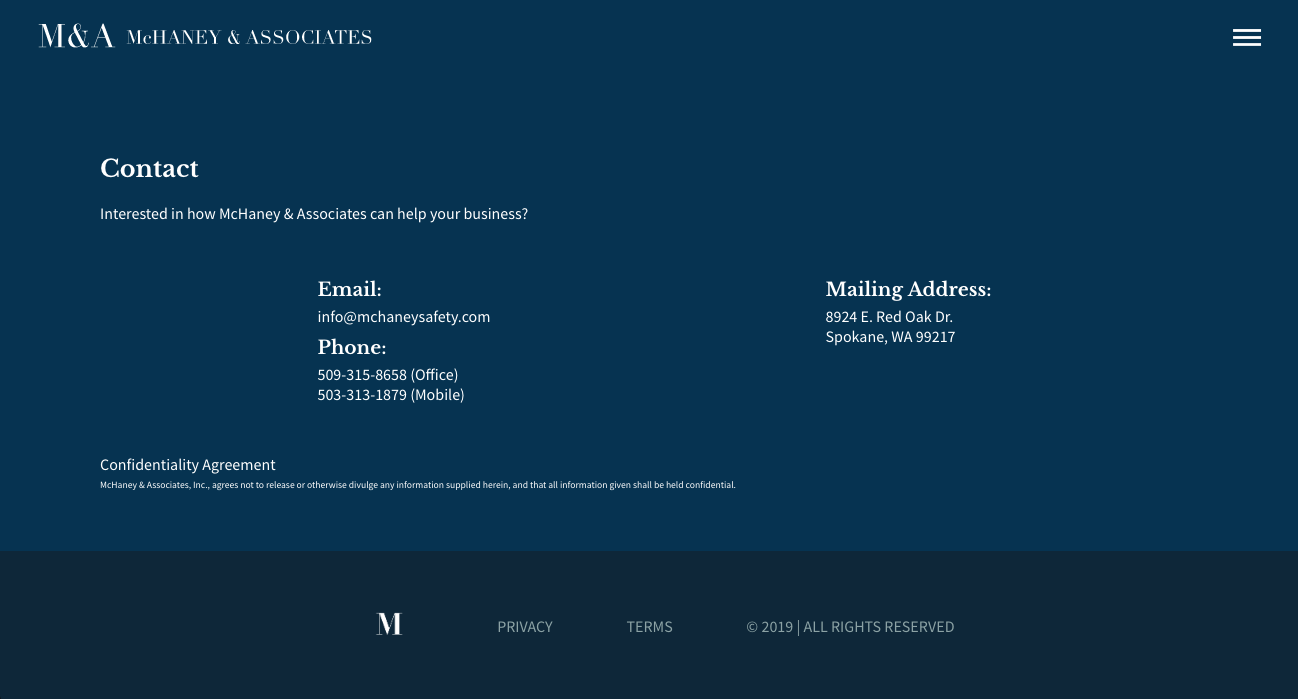 M&A McHANEY & ASSOCIATES
Contact
Interested in how McHaney & Associates can help your business?
Email:
info@mchaneysafety.com
Phone:
509-315-8658 (Office)
503-313-1879 (Mobile)
Mailing Address:
8924 E. Red Oak Dr.
Spokane, WA 99217
Confidentiality Agreement
McHaney & Associates, Inc., agrees not to release or otherwise divulge any information supplied herein, and that all information given shall be held confidential.
M PRIVACY TERMS © 2019 | ALL RIGHTS RESERVED